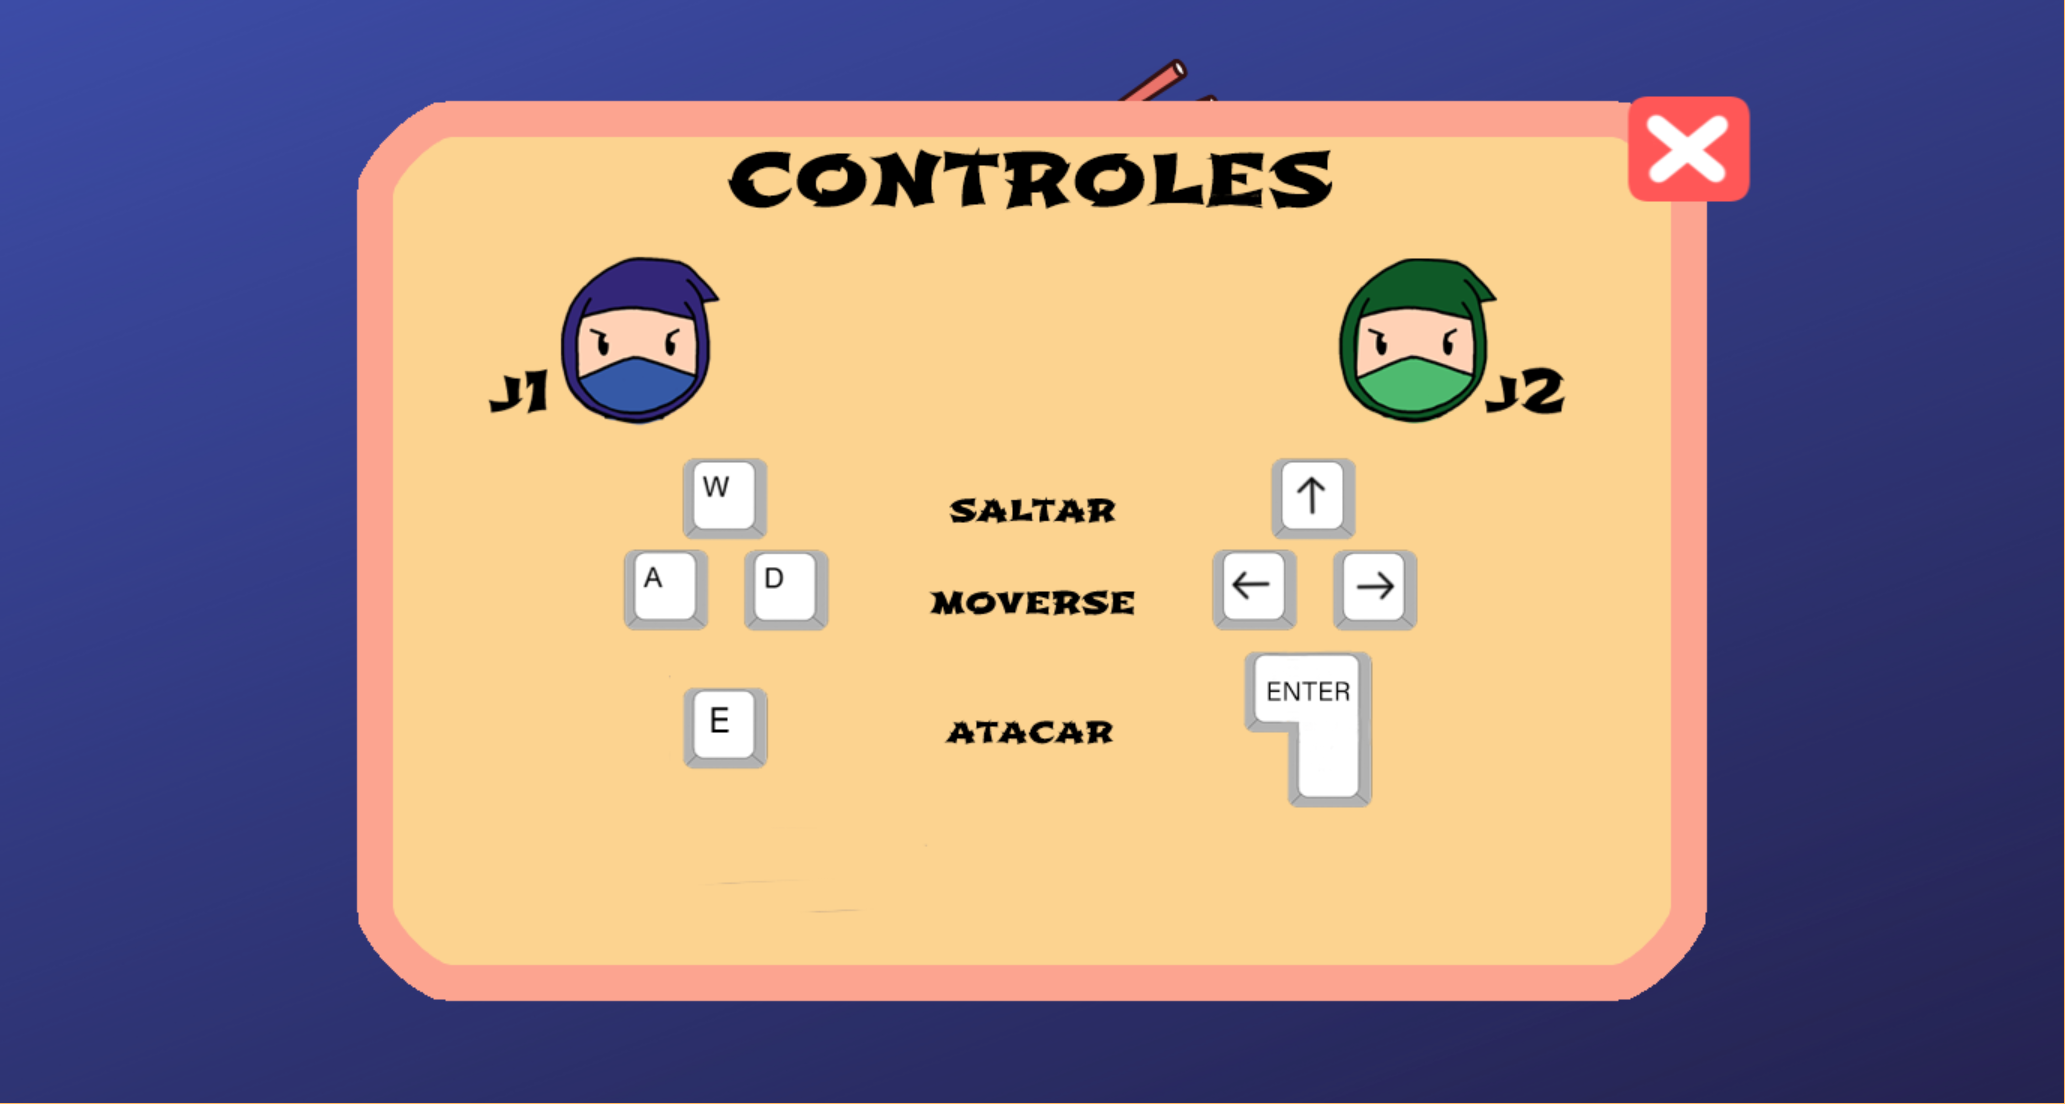 CONTROLES
J1
J2
W
SALTAR
↑
A D
MOVERSE
← →
E
ATACAR
ENTER